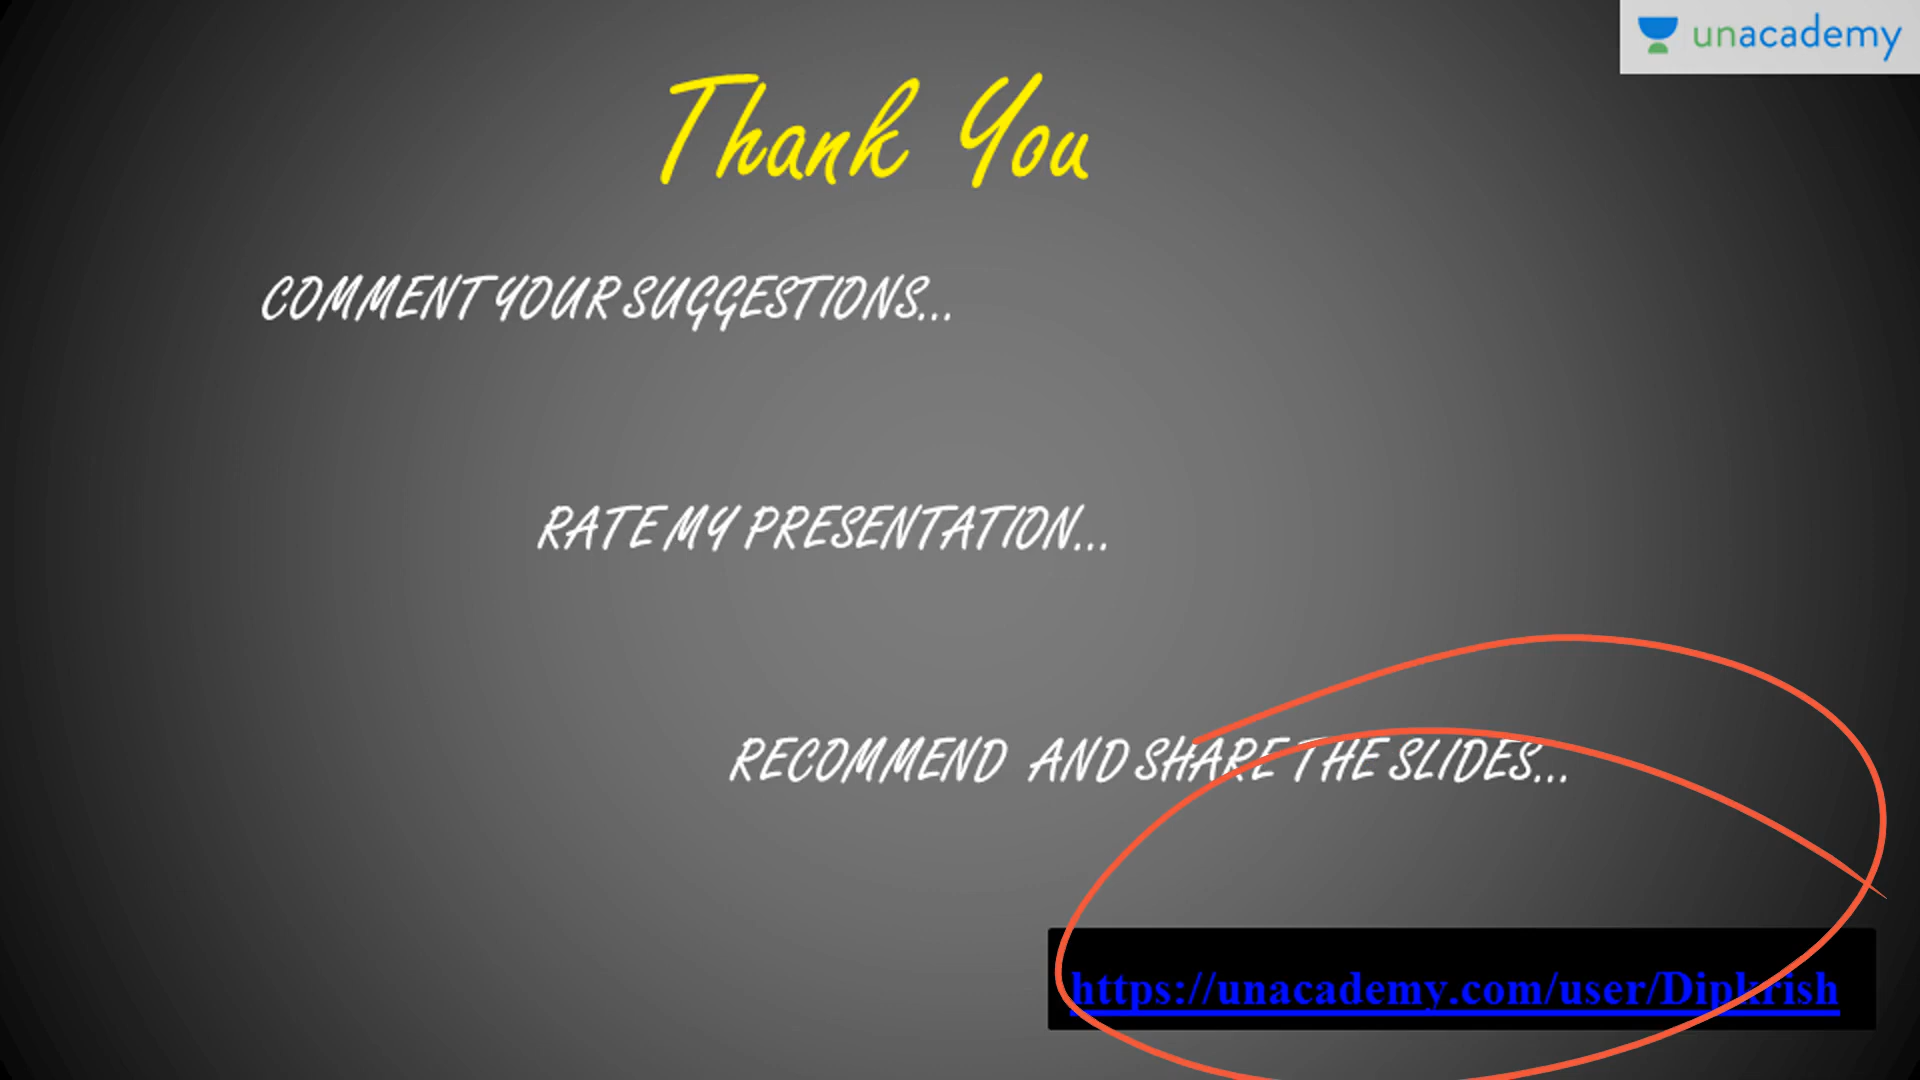 unacademy
Thank You
COMMENT YOUR SUGGESTIONS...
RATE MY PRESENTATION...
RECOMMEND AND SHARE THE SLIDES...
https://unacademy.com/user/Dipkrish